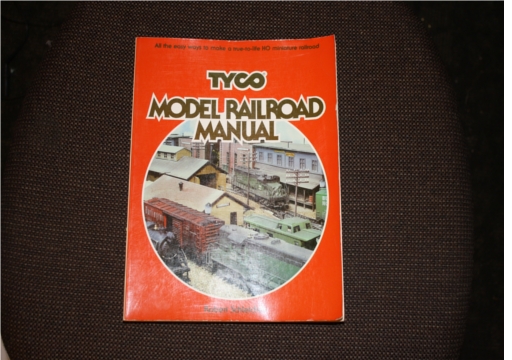 All the easy ways to make a true-to-life HO miniature railroad
TYCO
MODEL RAILROAD
MANUAL